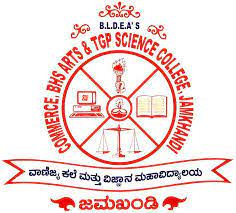 B.L.D.E.A'S
COMMERCE, BHS ARTS & TGP SCIENCE COLLEGE, JAMKHANDI
ವಾಣಿಜ್ಯ ಕಲೆ ಮತ್ತು ವಿಜ್ಞಾನ ಮಹಾವಿದ್ಯಾಲಯ
ಜಮಖಂಡಿ